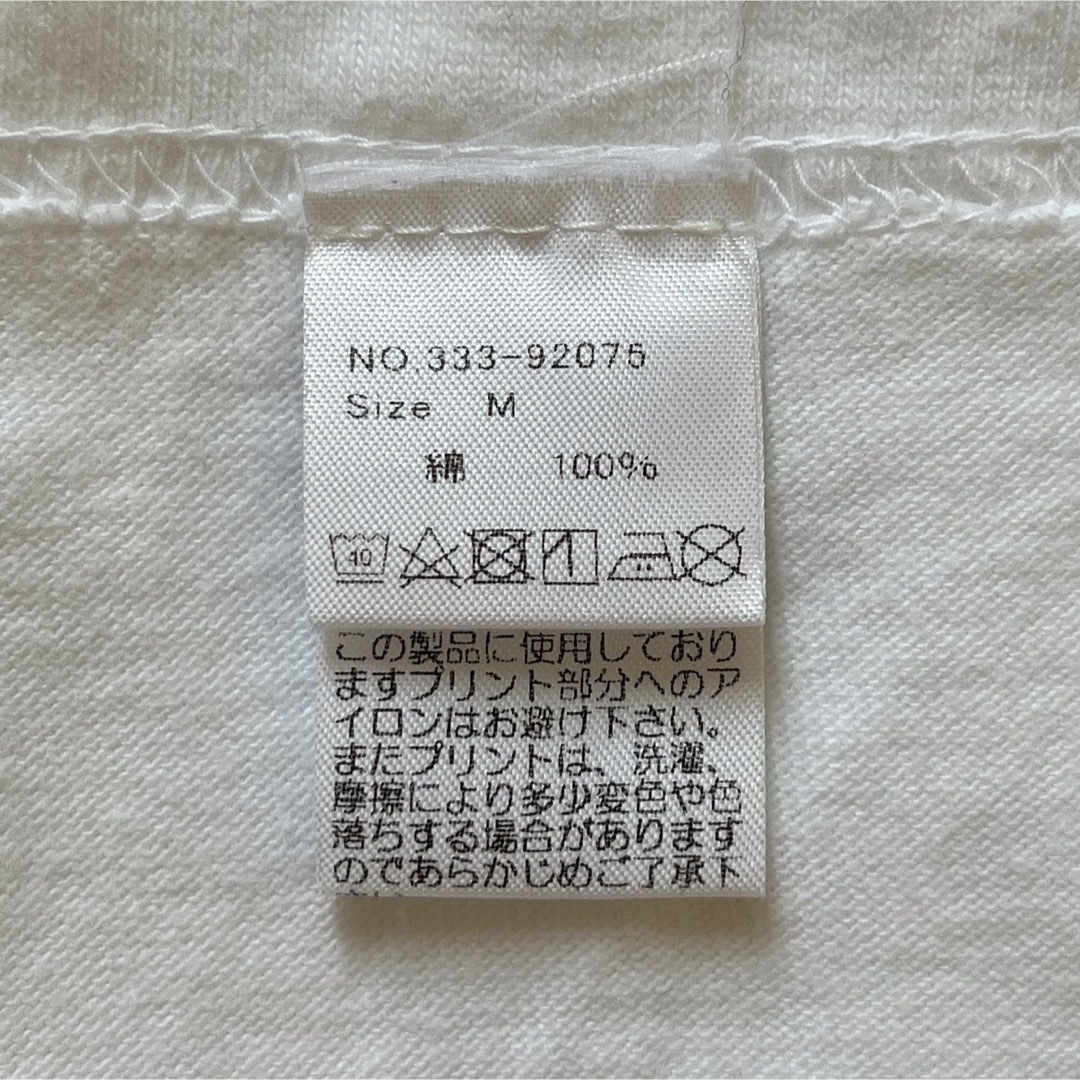 NO.333-92075
Size M
綿 100%
40
この製品に使用しており
ますプリント部分へのア
イロンはお避け下さい。
またプリントは、洗濯、
摩擦により多少変色や色
落ちする場合があります
のであらかじめご了承下